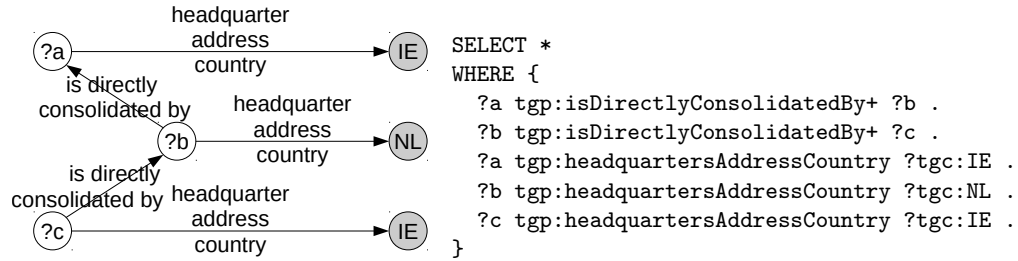 headquarter
address
country
?a
IE
is directly
consolidated by
headquarter
address
country
?b
NL
is directly
consolidated by
headquarter
address
country
?c
IE
SELECT *
WHERE {
?a tgp:isDirectlyConsolidatedBy+ ?b .
?b tgp:isDirectlyConsolidatedBy+ ?c .
?a tgp:headquartersAddressCountry ?tgc:IE .
?b tgp:headquartersAddressCountry ?tgc:NL .
?c tgp:headquartersAddressCountry ?tgc:IE .
}